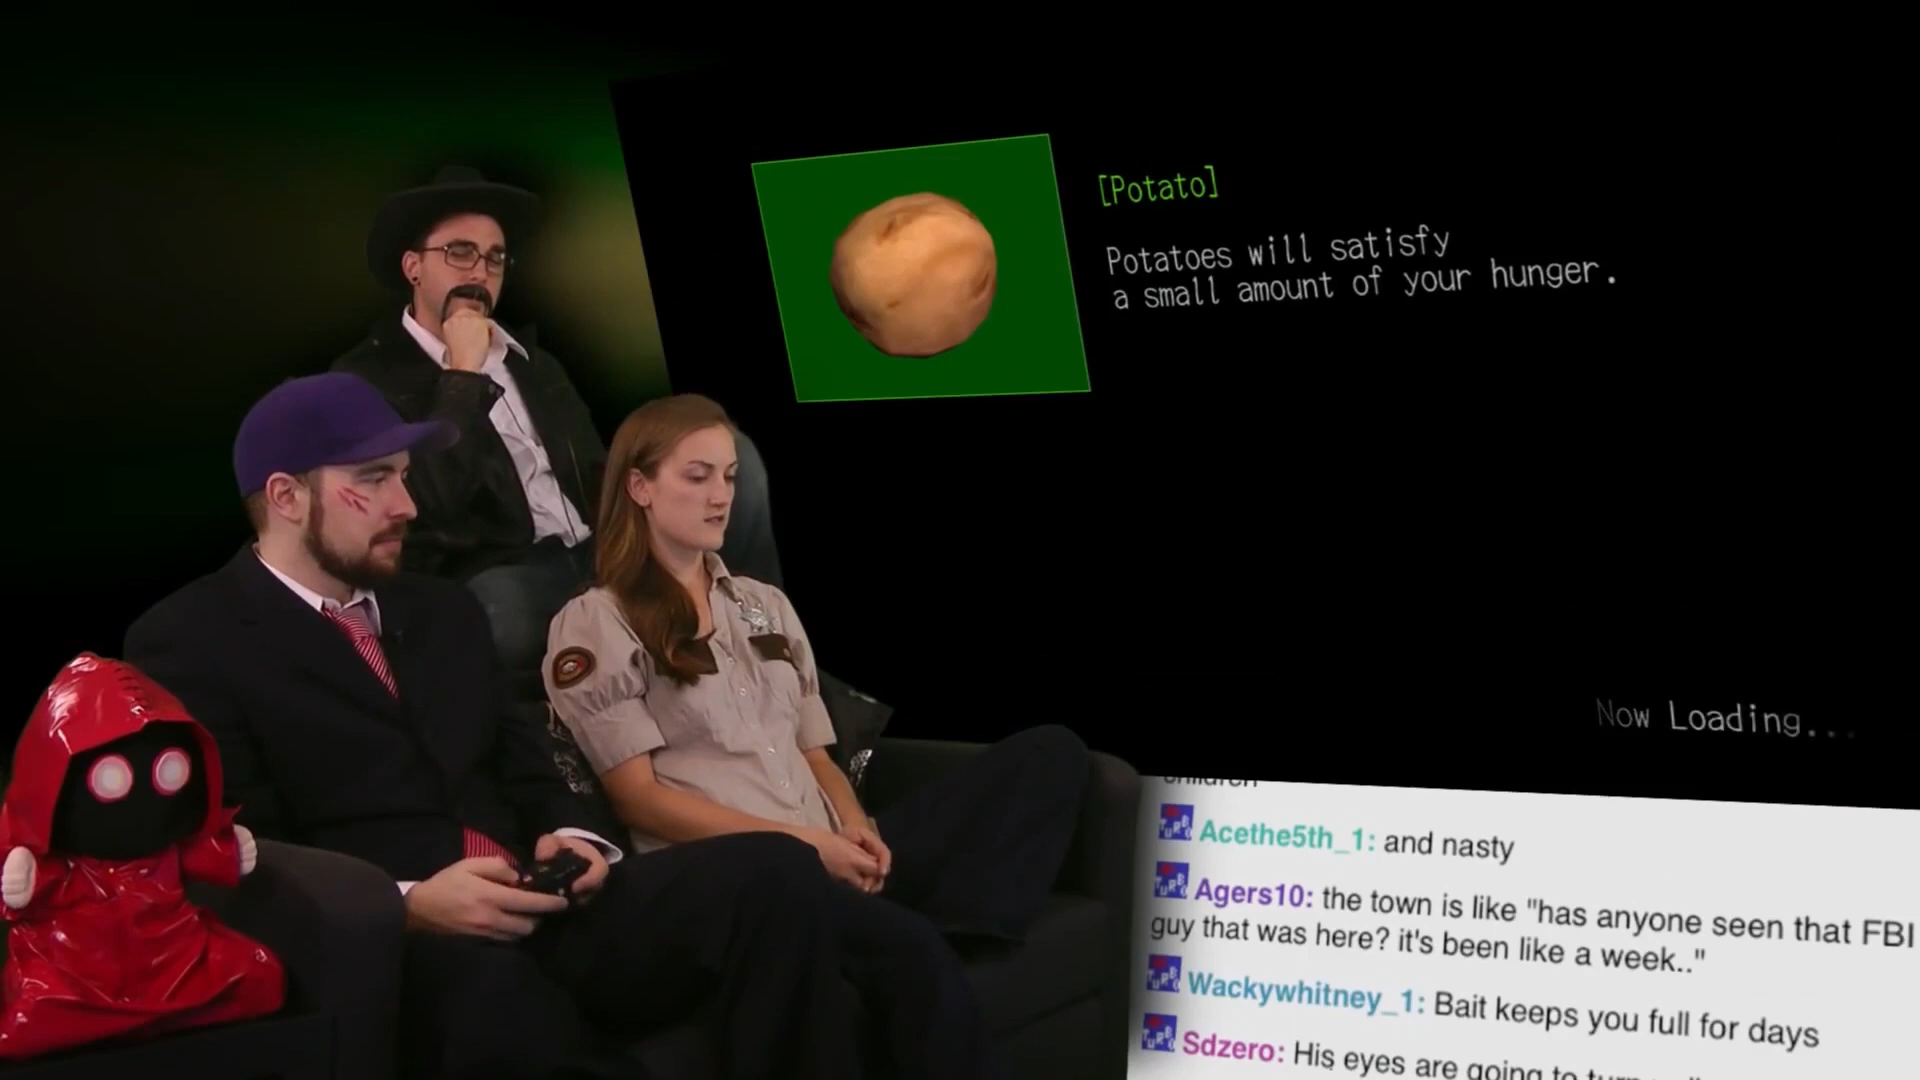 [Potato]
Potatoes will satisfy
a small amount of your hunger.
Now Loading...
children
Acethe5th_1: and nasty
Agers10: the town is like "has anyone seen that FBI
guy that was here? it's been like a week.."
Wackywhitney_1: Bait keeps you full for days
Sdzero: His eyes are going to